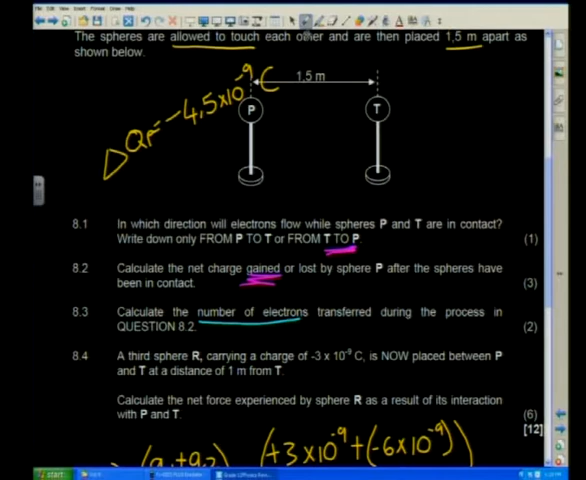 The spheres are allowed to touch each other and are then placed 1,5 m apart as
shown below.
ΔQP = -4,5×10⁻⁹ C
1,5 m
P
T
8.1 In which direction will electrons flow while spheres P and T are in contact?
Write down only FROM P TO T or FROM T TO P. (1)
8.2 Calculate the net charge gained or lost by sphere P after the spheres have
been in contact. (3)
8.3 Calculate the number of electrons transferred during the process in
QUESTION 8.2. (2)
8.4 A third sphere R, carrying a charge of -3 x 10⁻⁹ C, is NOW placed between P
and T at a distance of 1 m from T.
Calculate the net force experienced by sphere R as a result of its interaction
with P and T. (6)
[12]
(+3×10⁻⁹ + (-6×10⁻⁹)
start